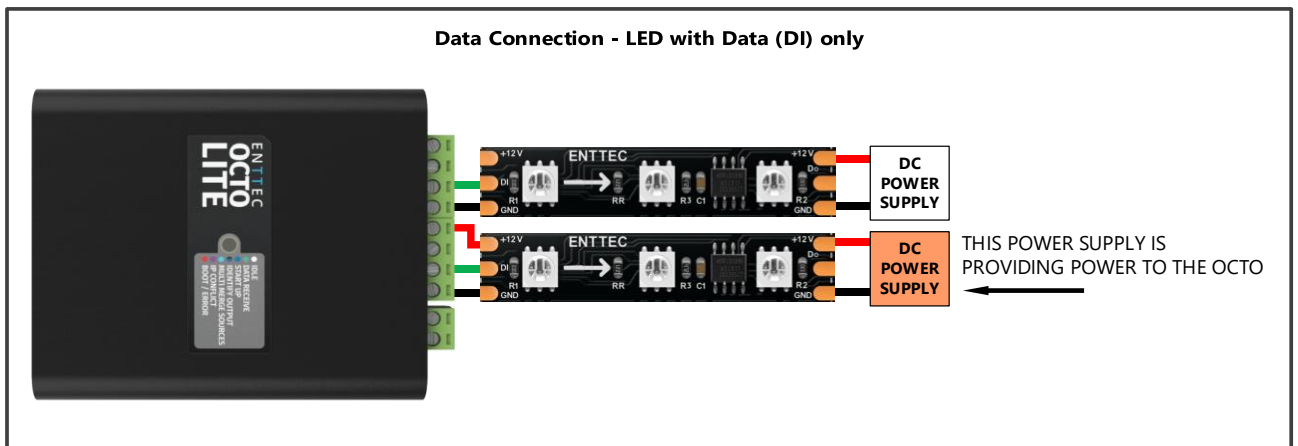 Data Connection - LED with Data (DI) only
ENTTEC
OCTO
LITE
IDLE
DATA RECEIVE
START UP
IDENTIFY OUTPUT
MULTI MERGE SOURCES
IP CONFLICT
BOOT / ERROR
+12V
ENTTEC
+12V
DI
Do
R1
RR
R3
C1
R2
GND
GND
DC
POWER
SUPPLY
+12V
ENTTEC
+12V
DI
Do
R1
RR
R3
C1
R2
GND
GND
DC
POWER
SUPPLY
THIS POWER SUPPLY IS
PROVIDING POWER TO THE OCTO